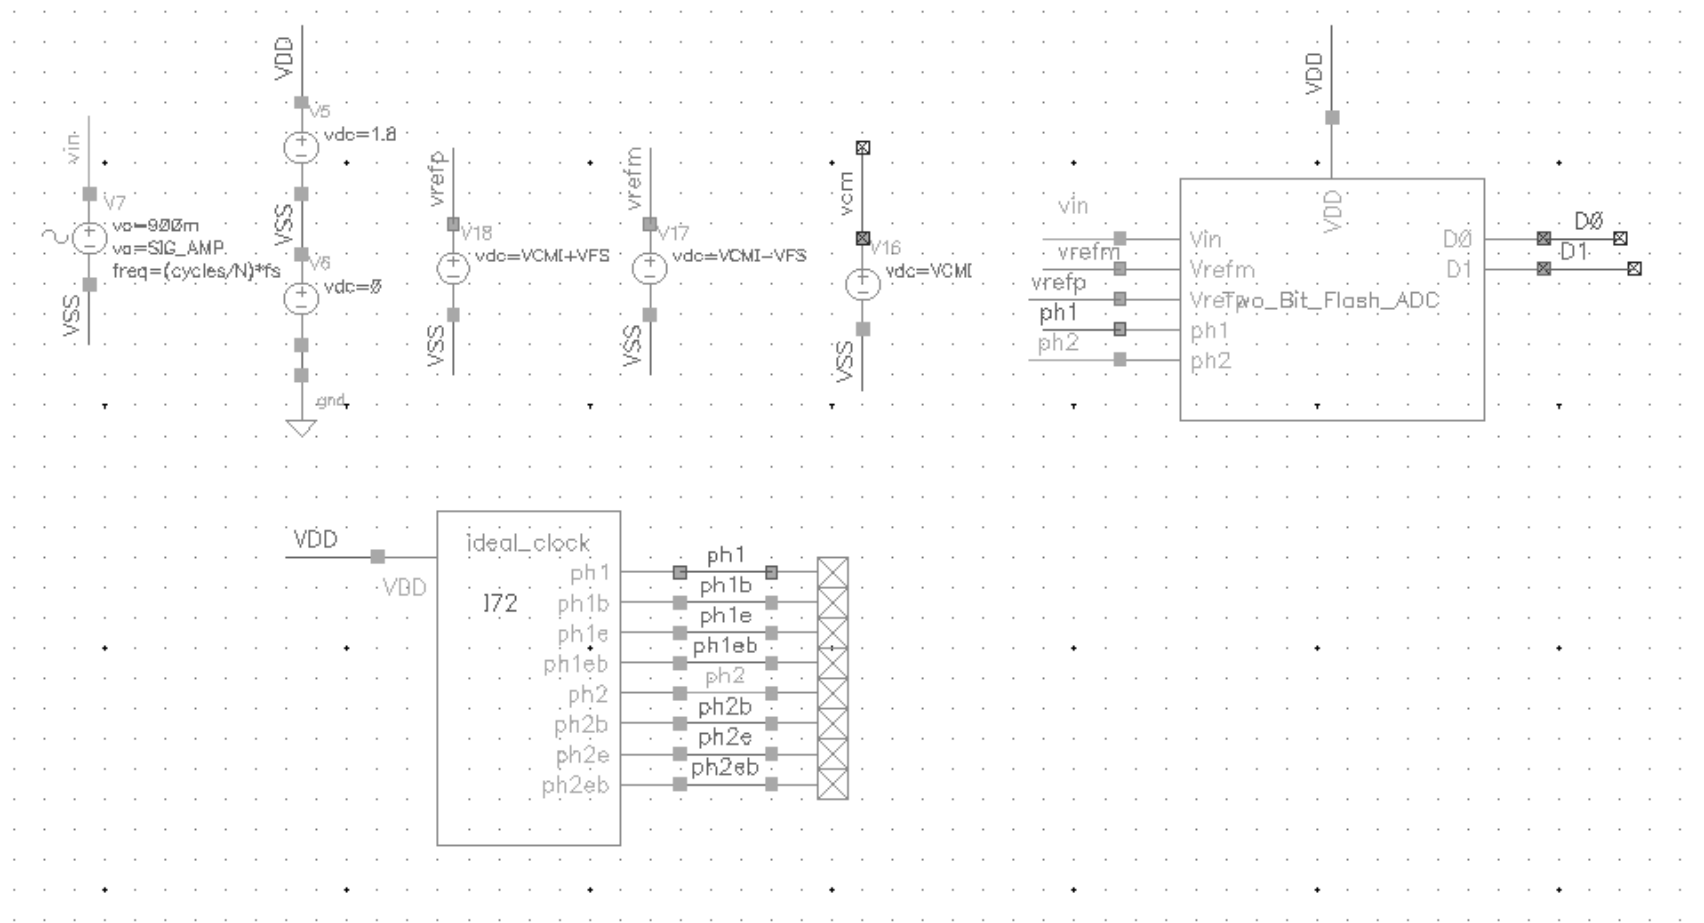 vin
V7
vo=900m
va=SIG_AMP
freq=(cycles/N)*fs
VSS
VDD
V5
vdc=1.8
VSS
V6
vdc=0
gnd
vrefp
V18
vdc=VCMI+VFS
VSS
vrefm
V17
vdc=VCMI-VFS
VSS
vcm
V16
vdc=VCMI
VSS
VDD
VDD
vin
vrefm
vrefp
ph1
ph2
Vin
Vrefm
Vrefp
ph1
ph2
Two_Bit_Flash_ADC
D0
D1
D0
D1
VDD
VBD
ideal_clock
I72
ph1
ph1b
ph1e
ph1eb
ph2
ph2b
ph2e
ph2eb
ph1
ph1b
ph1e
ph1eb
ph2
ph2b
ph2e
ph2eb